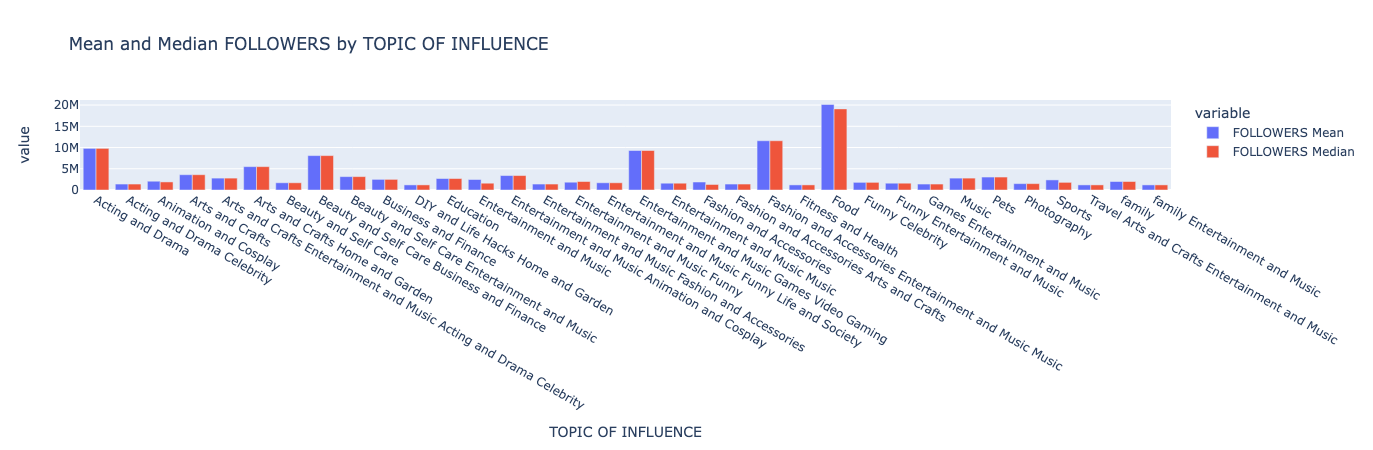 Mean and Median FOLLOWERS by TOPIC OF INFLUENCE
value
20M
15M
10M
5M
0
variable
FOLLOWERS Mean
FOLLOWERS Median
Acting and Drama
Acting and Drama Celebrity
Animation and Cosplay
Arts and Crafts
Arts and Crafts Entertainment and Music Acting and Drama Celebrity
Arts and Crafts Home and Garden
Beauty and Self Care
Beauty and Self Care Business and Finance
Beauty and Self Care Entertainment and Music
Business and Finance
DIY and Life Hacks Home and Garden
Education
Entertainment and Music
Entertainment and Music Animation and Cosplay
Entertainment and Music Fashion and Accessories
Entertainment and Music Funny
Entertainment and Music Funny Life and Society
Entertainment and Music Games Video Gaming
Entertainment and Music Music
Fashion and Accessories
Fashion and Accessories Arts and Crafts
Fashion and Accessories Entertainment and Music Music
Fitness and Health
Food
Funny Celebrity
Funny Entertainment and Music
Games Entertainment and Music
Music
Pets
Photography
Sports
Travel Arts and Crafts Entertainment and Music
family
family Entertainment and Music
TOPIC OF INFLUENCE